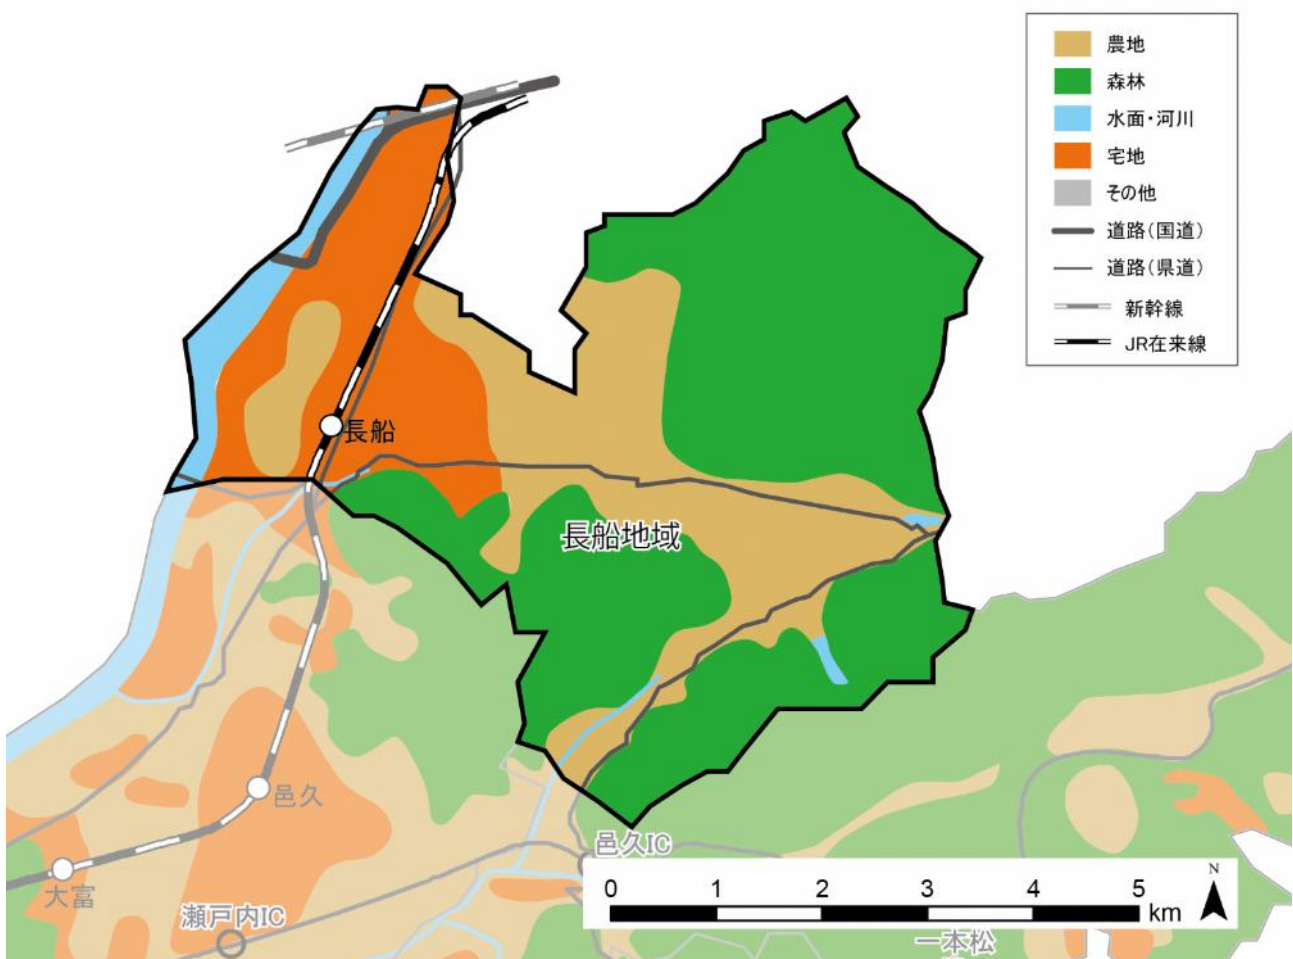 農地
森林
水面・河川
宅地
その他
道路（国道）
道路（県道）
新幹線
JR在来線
長船
長船地域
邑久
邑久IC
大富
瀬戸内IC
一本松
0 1 2 3 4 5
km
N